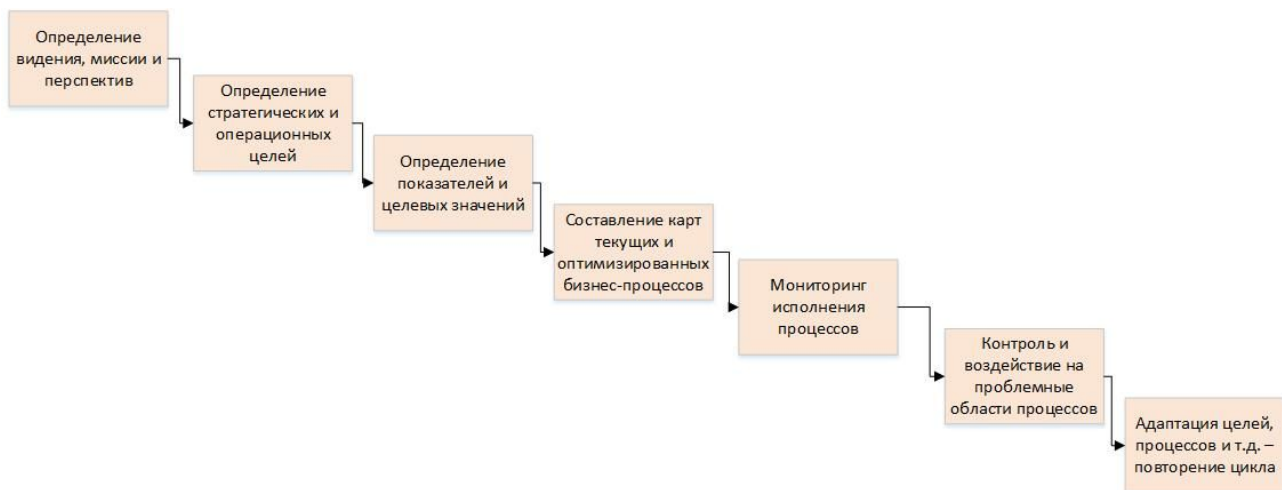 Определение
видения, миссии и
перспектив
Определение
стратегических и
операционных
целей
Определение
показателей и
целевых значений
Составление карт
текущих и
оптимизированных
бизнес-процессов
Мониторинг
исполнения
процессов
Контроль и
воздействие на
проблемные
области процессов
Адаптация целей,
процессов и т.д. –
повторение цикла